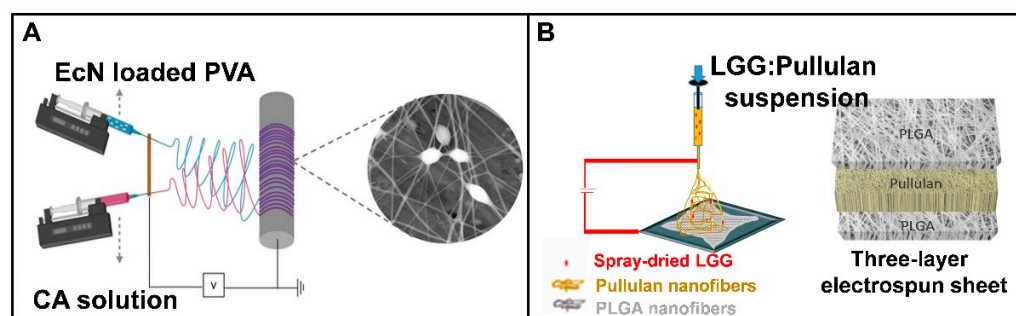 A
EcN loaded PVA
CA solution
V
B
LGG:Pullulan
suspension
Spray-dried LGG
Pullulan nanofibers
PLGA nanofibers
PLGA
Pullulan
PLGA
Three-layer
electrospun sheet